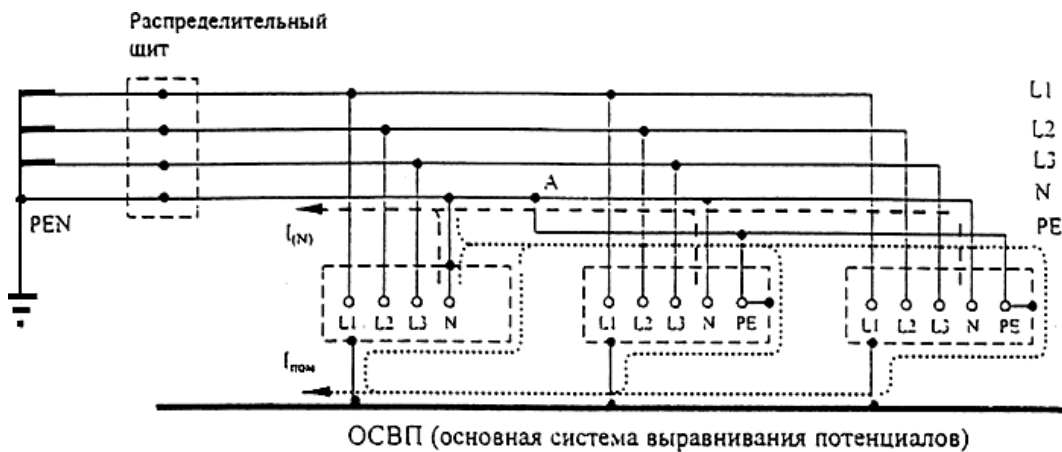 Распределительный
щит
L1
L2
L3
A
N
PEN
PE
I(N)
L1 L2 L3 N
L1 L2 L3 N PE
L1 L2 L3 N PE
Iпом
ОСВП (основная система выравнивания потенциалов)